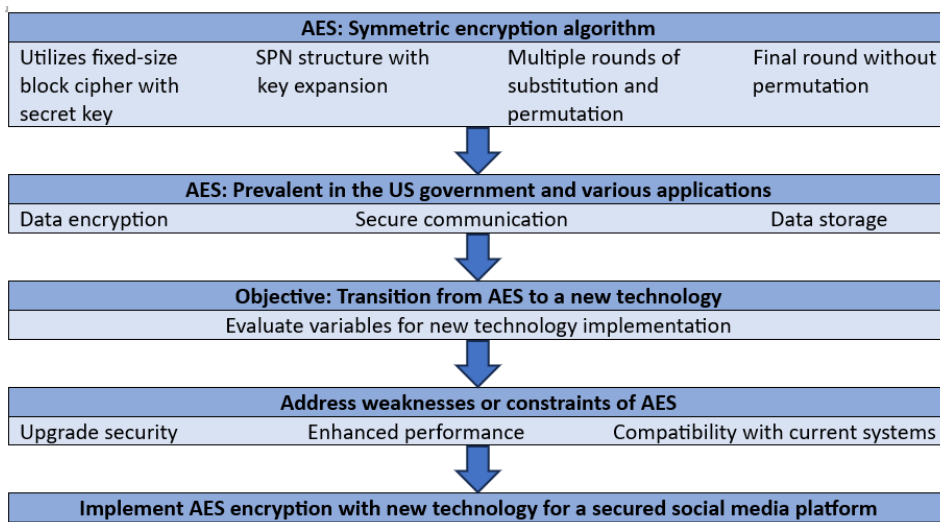 AES: Symmetric encryption algorithm
Utilizes fixed-size
block cipher with
secret key
SPN structure with
key expansion
Multiple rounds of
substitution and
permutation
Final round without
permutation
AES: Prevalent in the US government and various applications
Data encryption
Secure communication
Data storage
Objective: Transition from AES to a new technology
Evaluate variables for new technology implementation
Address weaknesses or constraints of AES
Upgrade security
Enhanced performance
Compatibility with current systems
Implement AES encryption with new technology for a secured social media platform